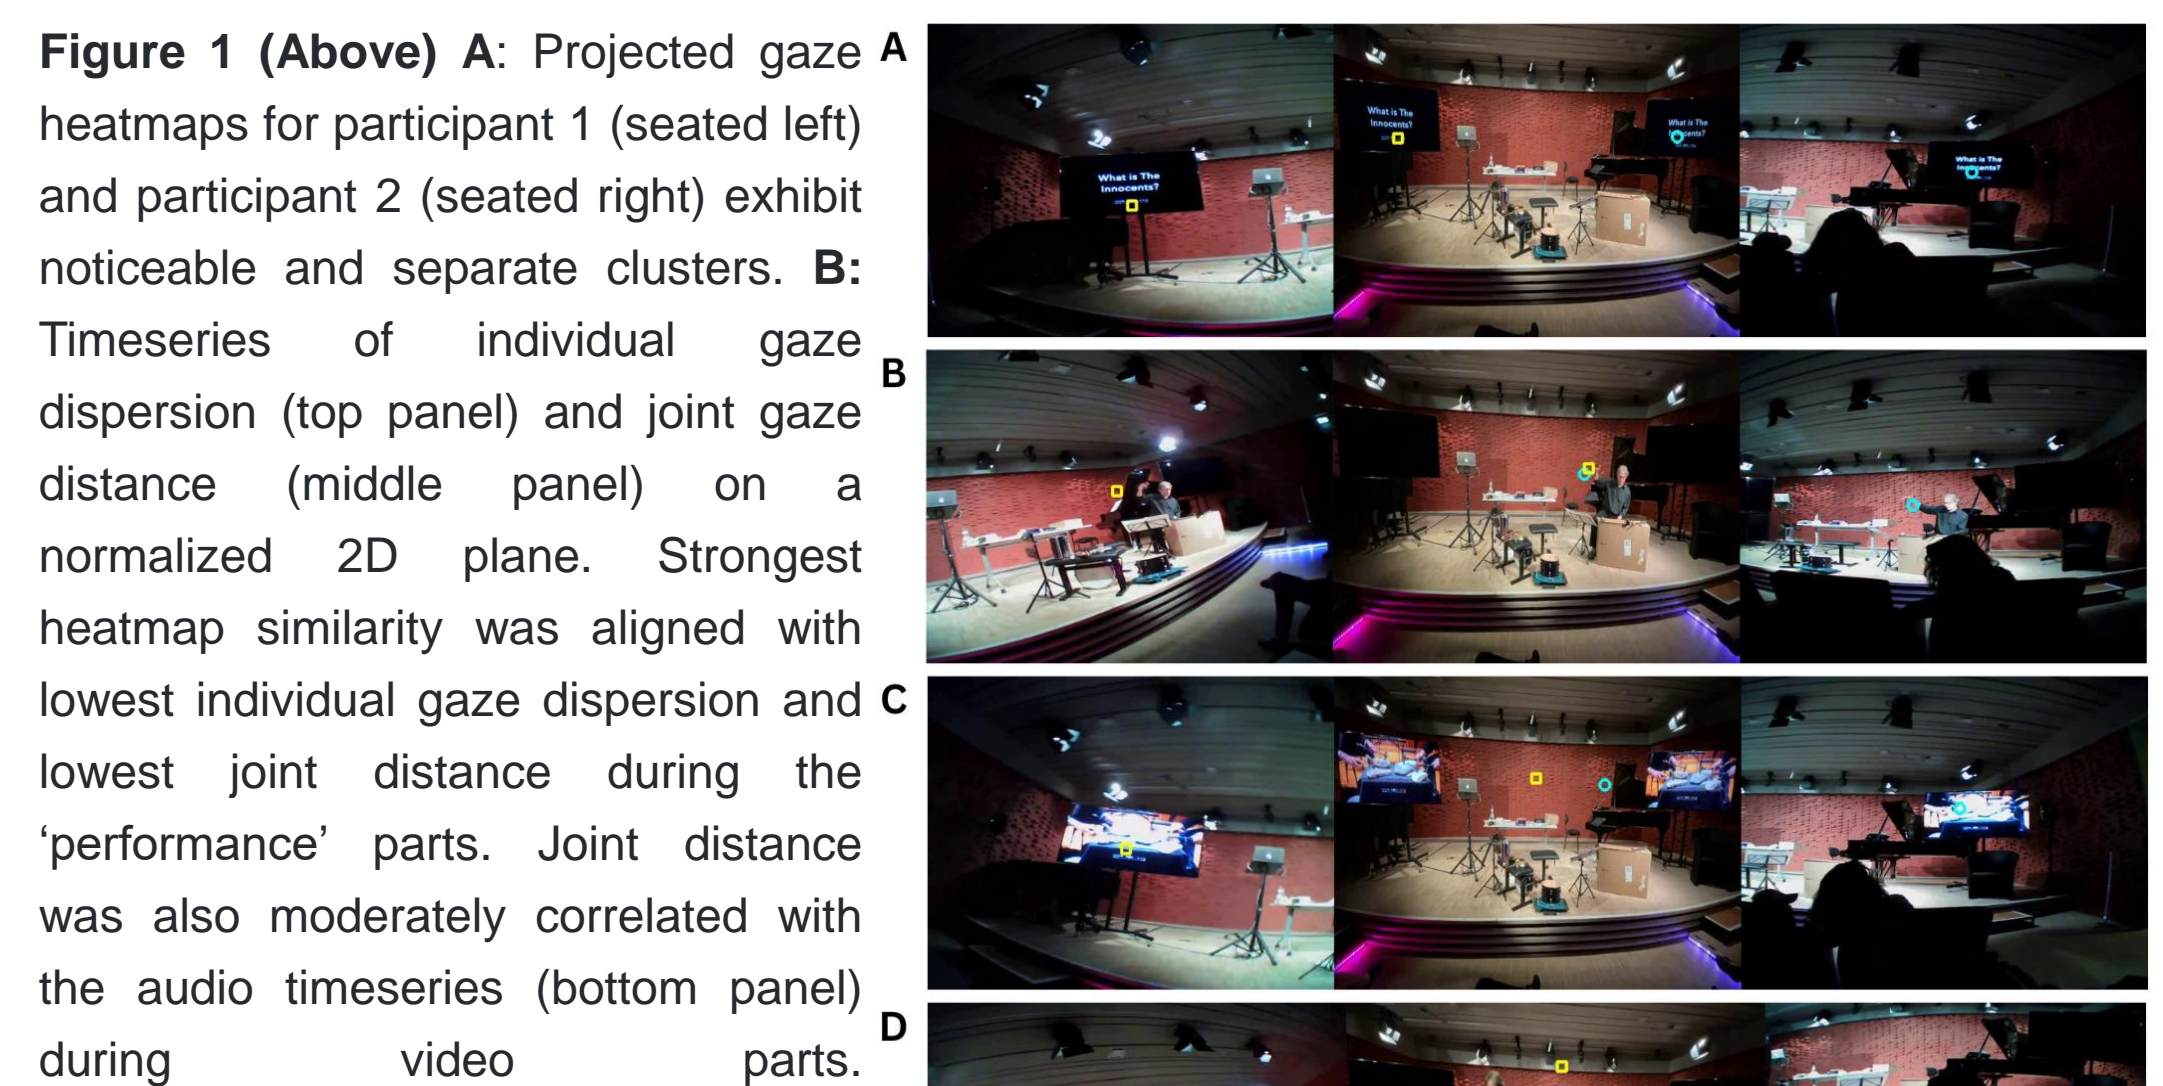 Figure 1 (Above) A: Projected gaze
heatmaps for participant 1 (seated left)
and participant 2 (seated right) exhibit
noticeable and separate clusters. B:
Timeseries of individual gaze
dispersion (top panel) and joint gaze
distance (middle panel) on a
normalized 2D plane. Strongest
heatmap similarity was aligned with
lowest individual gaze dispersion and
lowest joint distance during the
‘performance’ parts. Joint distance
was also moderately correlated with
the audio timeseries (bottom panel)
during video parts.
A
What is The
Innocents?
What is The
Innocents?
What is The
What is The
B
C
D